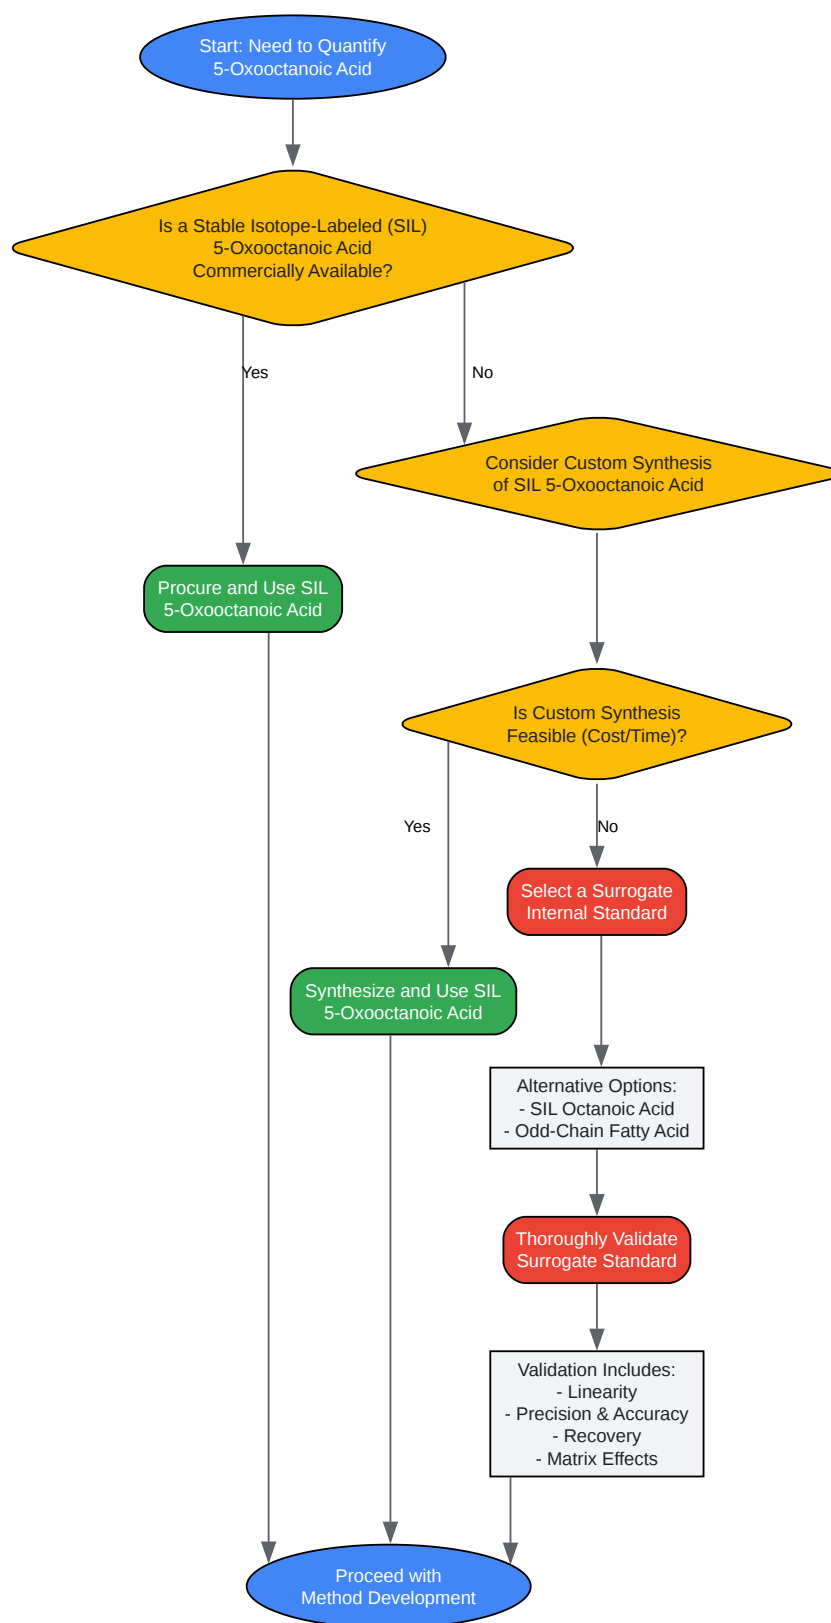 Start: Need to Quantify
5-Oxooctanoic Acid
Is a Stable Isotope-Labeled (SIL)
5-Oxooctanoic Acid
Commercially Available?
Yes
No
Consider Custom Synthesis
of SIL 5-Oxooctanoic Acid
Procure and Use SIL
5-Oxooctanoic Acid
Is Custom Synthesis
Feasible (Cost/Time)?
Yes
No
Select a Surrogate
Internal Standard
Synthesize and Use SIL
5-Oxooctanoic Acid
Alternative Options:
- SIL Octanoic Acid
- Odd-Chain Fatty Acid
Thoroughly Validate
Surrogate Standard
Validation Includes:
- Linearity
- Precision & Accuracy
- Recovery
- Matrix Effects
Proceed with
Method Development